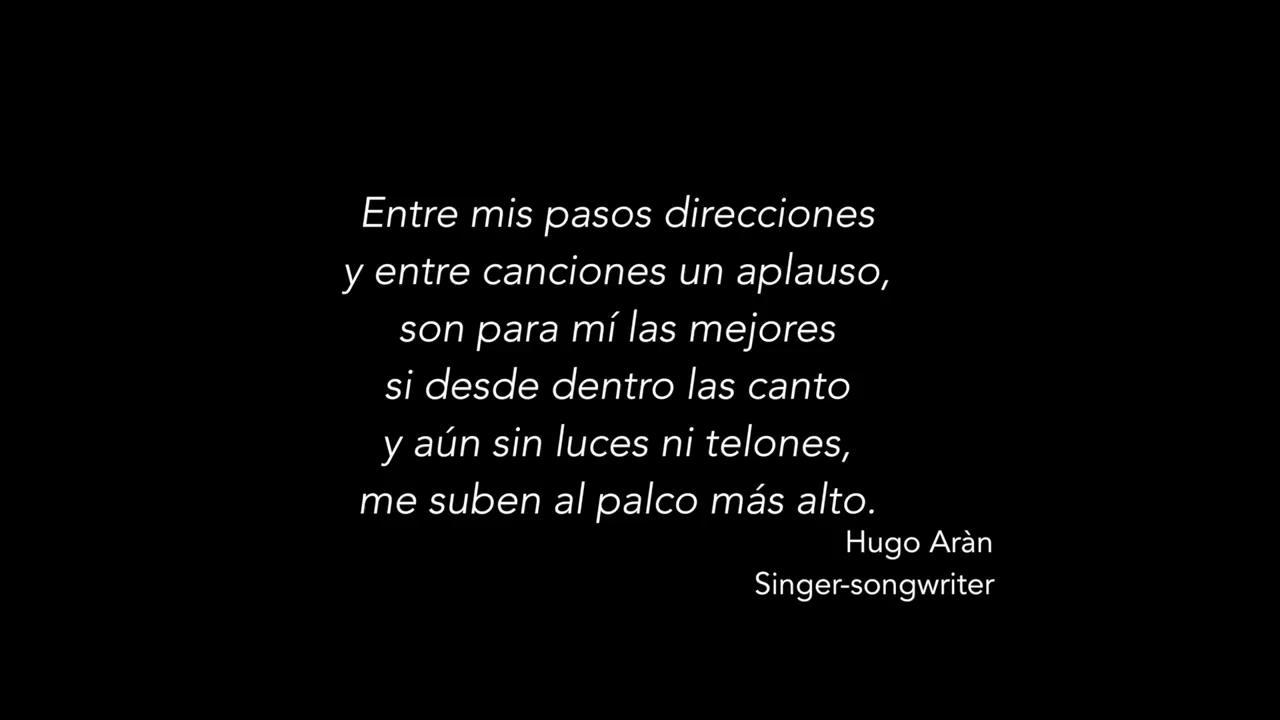 Entre mis pasos direcciones
y entre canciones un aplauso,
son para mí las mejores
si desde dentro las canto
y aún sin luces ni telones,
me suben al palco más alto.
Hugo Aràn
Singer-songwriter